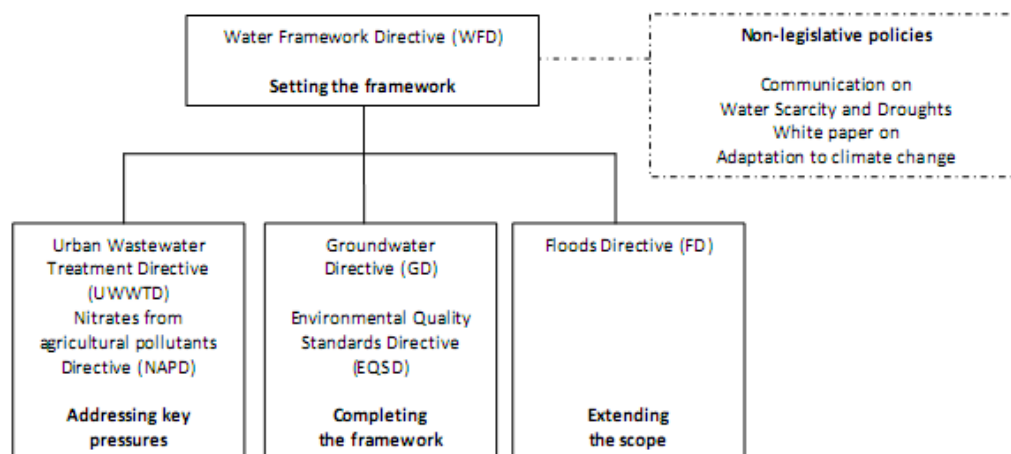 Water Framework Directive (WFD)
Setting the framework
Non-legislative policies
Communication on
Water Scarcity and Droughts
White paper on
Adaptation to climate change
Urban Wastewater
Treatment Directive
(UWWTD)
Nitrates from
agricultural pollutants
Directive (NAPD)
Addressing key
pressures
Groundwater
Directive (GD)
Environmental Quality
Standards Directive
(EQSD)
Completing
the framework
Floods Directive (FD)
Extending
the scope